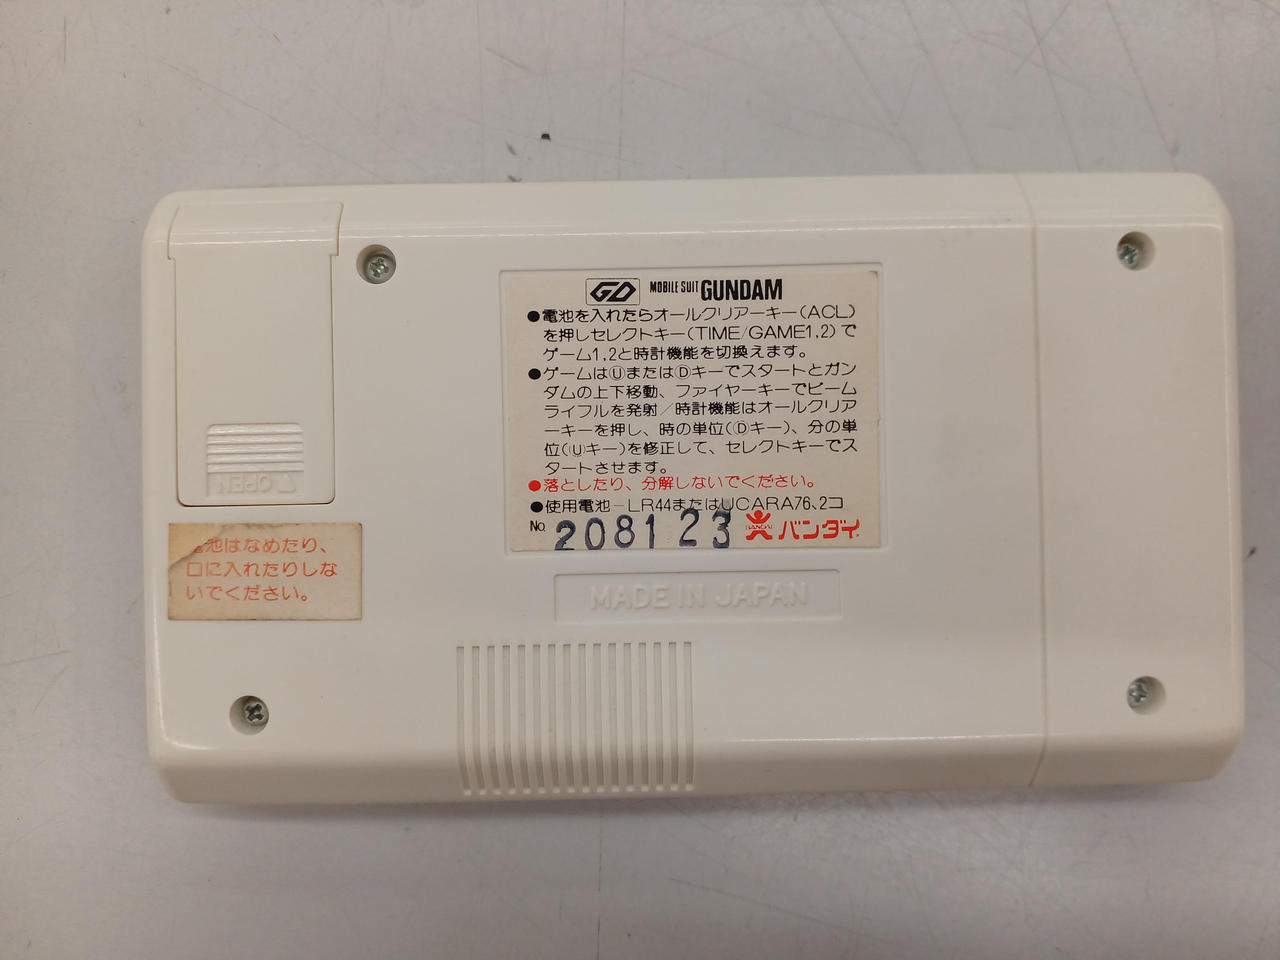 GD MOBILE SUIT GUNDAM
●電池を入れたらオールクリアーキー(ACL)
を押しセレクトキー(TIME/GAME1,2)で
ゲーム1,2と時計機能を切換えます。
●ゲームはⓊまたはⒹキーでスタートとガン
ダムの上下移動、ファイヤーキーでビーム
ライフルを発射/時計機能はオールクリア
ーキーを押し、時の単位(Ⓓキー)、分の単
位(Ⓤキー)を修正して、セレクトキーでス
タートさせます。
●落としたり、分解しないでください。
●使用電池-LR44またはUCARA76、2コ
No. 208123 BANDAI バンダイ
OPEN
池はなめたり、
口に入れたりしな
いでください。
MADE IN JAPAN